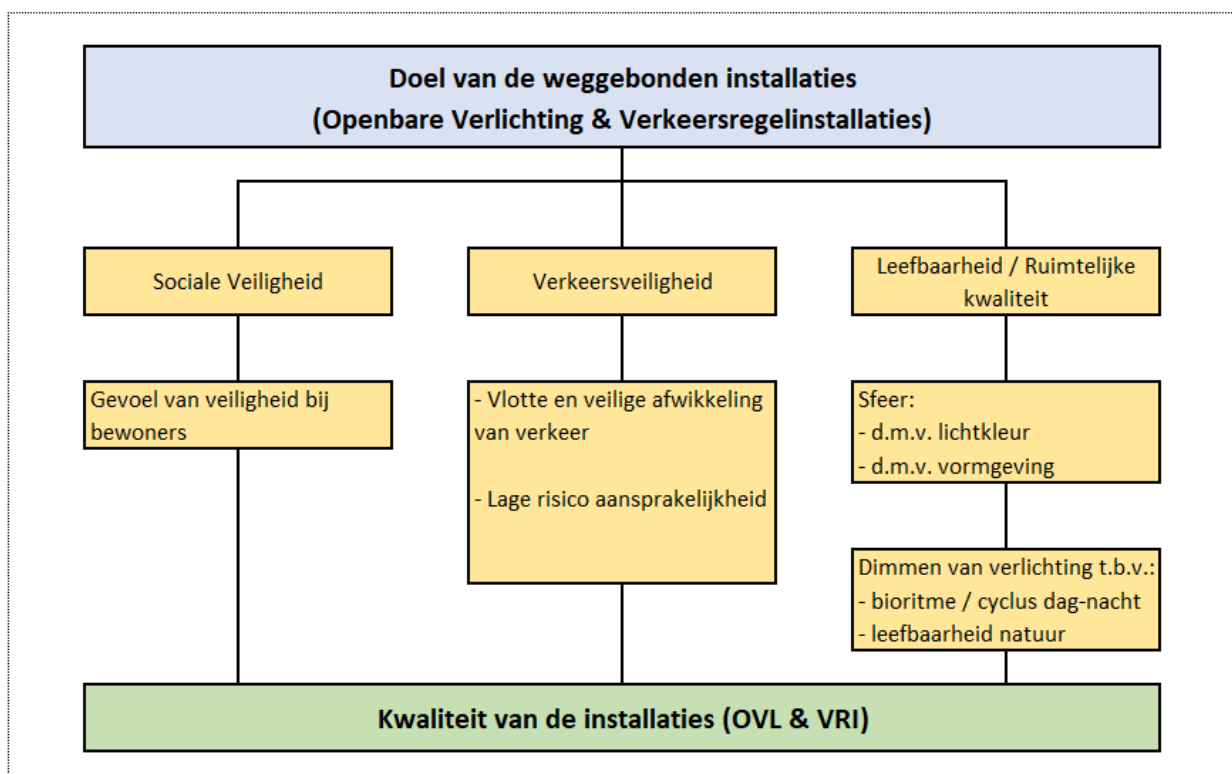 Doel van de weggebonden installaties
(Openbare Verlichting & Verkeersregelinstallaties)
Sociale Veiligheid
Verkeersveiligheid
Leefbaarheid / Ruimtelijke
kwaliteit
Gevoel van veiligheid bij
bewoners
- Vlotte en veilige afwikkeling
van verkeer
- Lage risico aansprakelijkheid
Sfeer:
- d.m.v. lichtkleur
- d.m.v. vormgeving
Dimmen van verlichting t.b.v.:
- bioritme / cyclus dag-nacht
- leefbaarheid natuur
Kwaliteit van de installaties (OVL & VRI)